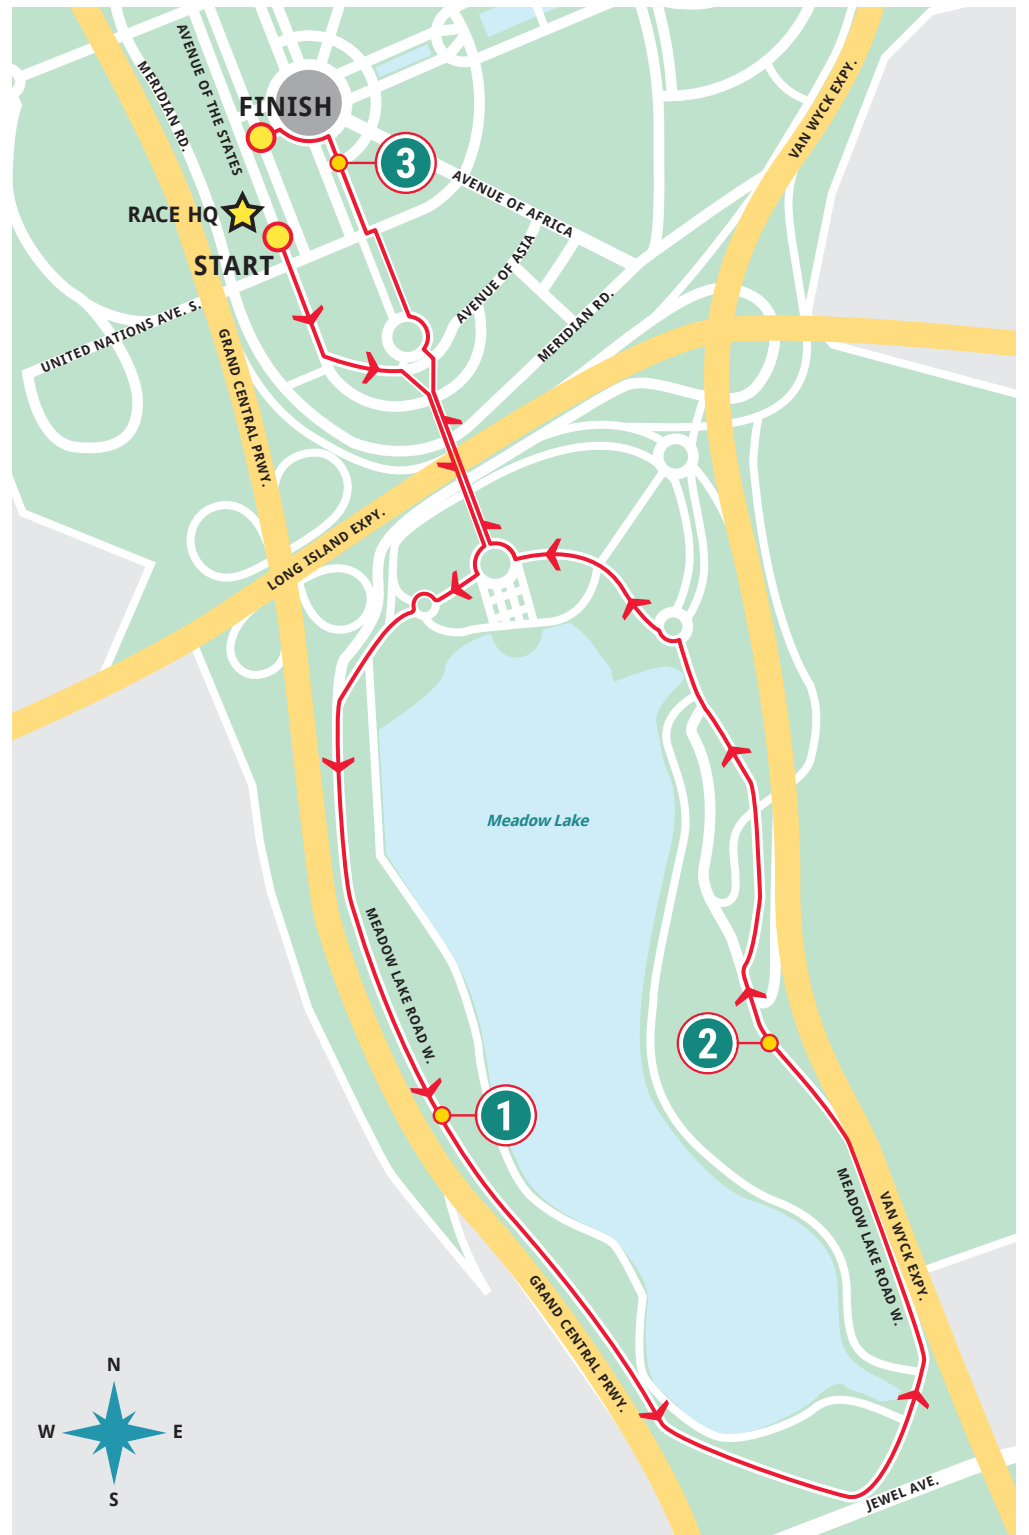 AVENUE OF THE STATES
MERIDIAN RD.
FINISH
VAN WYCK EXPY.
3
AVENUE OF AFRICA
RACE HQ
START
AVENUE OF ASIA
MERIDIAN RD.
UNITED NATIONS AVE. S.
GRAND CENTRAL PRWY.
LONG ISLAND EXPY.
Meadow Lake
MEADOW LAKE ROAD W.
2
1
MEADOW LAKE ROAD W.
VAN WYCK EXPY.
GRAND CENTRAL PRWY.
N
W
E
S
JEWEL AVE.